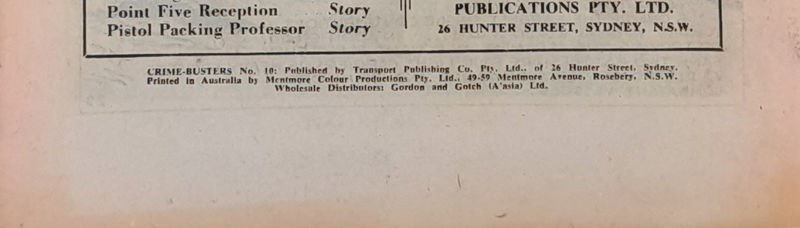 Point Five Reception Story
Pistol Packing Professor Story
PUBLICATIONS PTY. LTD.
26 HUNTER STREET, SYDNEY, N.S.W.
CRIME-BUSTERS No. 10: Published by Transport Publishing Co. Pty. Ltd., of 26 Hunter Street, Sydney.
Printed in Australia by Mentmore Colour Productions Pty. Ltd., 49-59 Mentmore Avenue, Rosebery, N.S.W.
Wholesale Distributors: Gordon and Gotch (A'asia) Ltd.